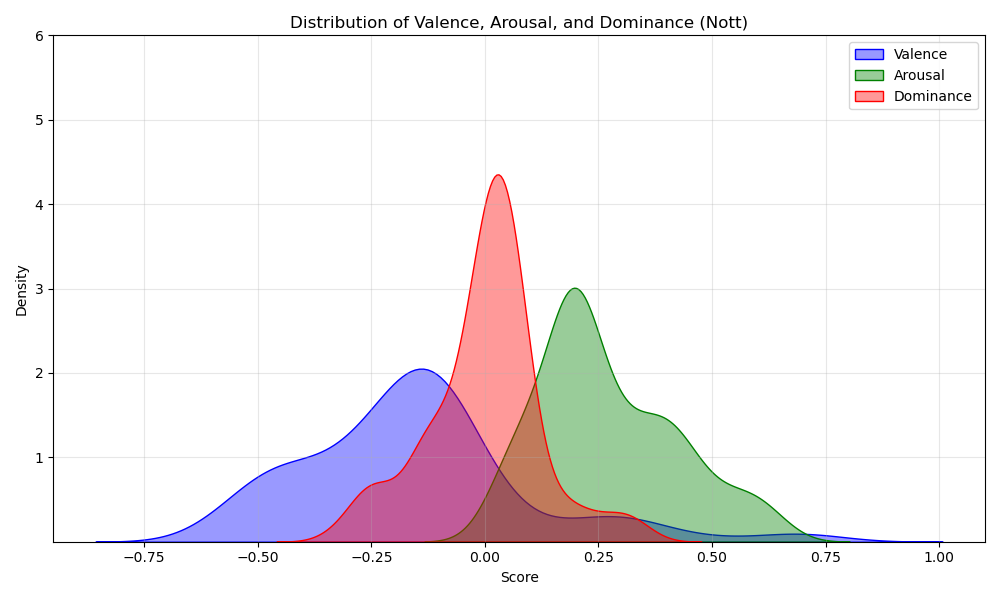 Distribution of Valence, Arousal, and Dominance (Nott)
Valence
Arousal
Dominance
6
5
4
3
2
1
Density
−0.75
−0.50
−0.25
0.00
0.25
0.50
0.75
1.00
Score